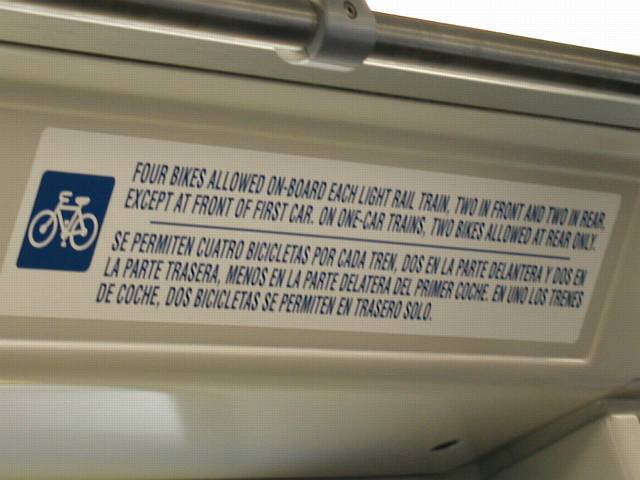 FOUR BIKES ALLOWED ON-BOARD EACH LIGHT RAIL TRAIN, TWO IN FRONT AND TWO IN REAR,
EXCEPT AT FRONT OF FIRST CAR. ON ONE-CAR TRAINS, TWO BIKES ALLOWED AT REAR ONLY.
SE PERMITEN CUATRO BICICLETAS POR CADA TREN, DOS EN LA PARTE DELANTERA Y DOS EN
LA PARTE TRASERA, MENOS EN LA PARTE DELATERA DEL PRIMER COCHE. EN UNO LOS TRENES
DE COCHE, DOS BICICLETAS SE PERMITEN EN TRASERO SOLO.